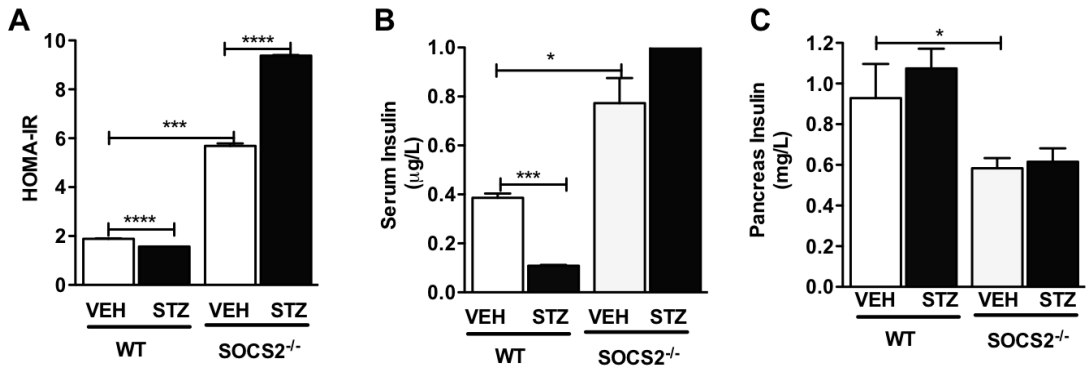 A
HOMA-IR
10
8
6
4
2
0
****
***
****
VEH STZ VEH STZ
WT SOCS2-/-
B
Serum Insulin
(µg/L)
1.0
0.8
0.6
0.4
0.2
0.0
*
***
VEH STZ VEH STZ
WT SOCS2-/-
C
Pancreas Insulin
(mg/L)
1.2
1.0
0.8
0.6
0.4
0.2
0.0
*
VEH STZ VEH STZ
WT SOCS2-/-